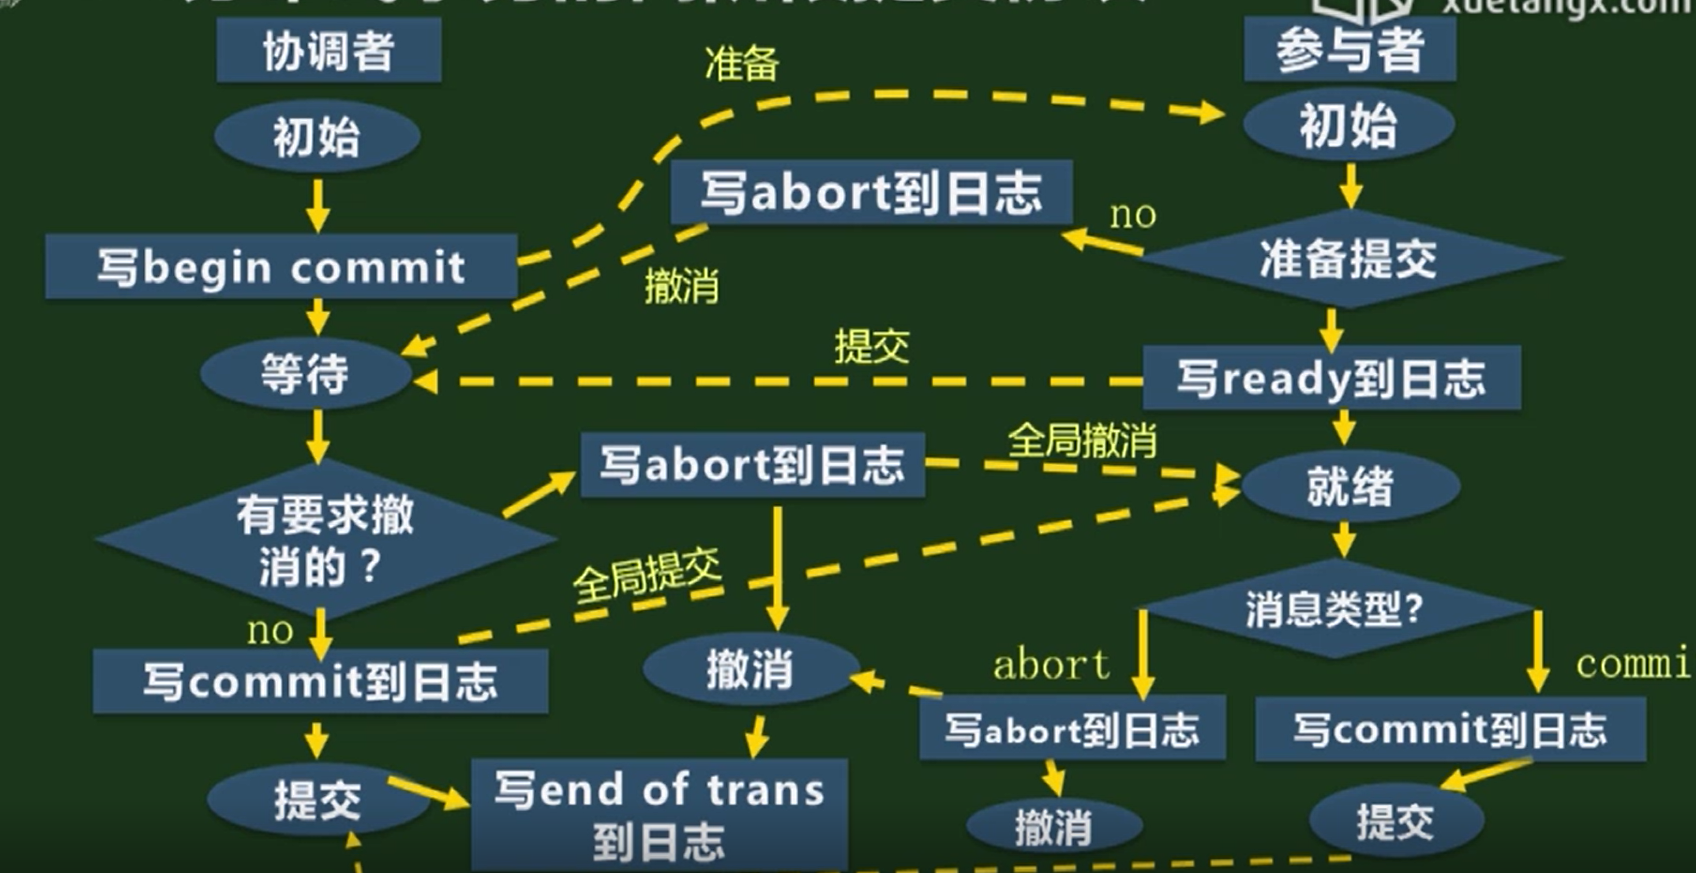 xuetangx.com
协调者
参与者
准备
初始
初始
写abort到日志
no
写begin commit
准备提交
撤消
提交
等待
写ready到日志
全局撤消
写abort到日志
就绪
有要求撤
消的？
全局提交
消息类型?
no
撤消
abort
commi
写commit到日志
写abort到日志
写commit到日志
提交
写end of trans
到日志
撤消
提交